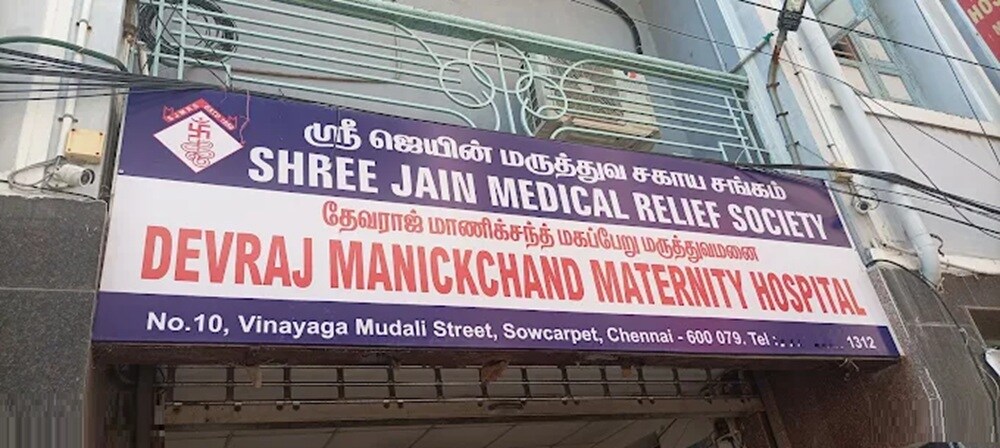 ஸ்ரீ ஜெயின் மருத்துவ சகாய சங்கம்
SHREE JAIN MEDICAL RELIEF SOCIETY
தேவராஜ் மாணிக்சந்த் மகப்பேறு மருத்துவமனை
DEVRAJ MANICKCHAND MATERNITY HOSPITAL
No.10, Vinayaga Mudali Street, Sowcarpet, Chennai - 600 079. Tel : 1312